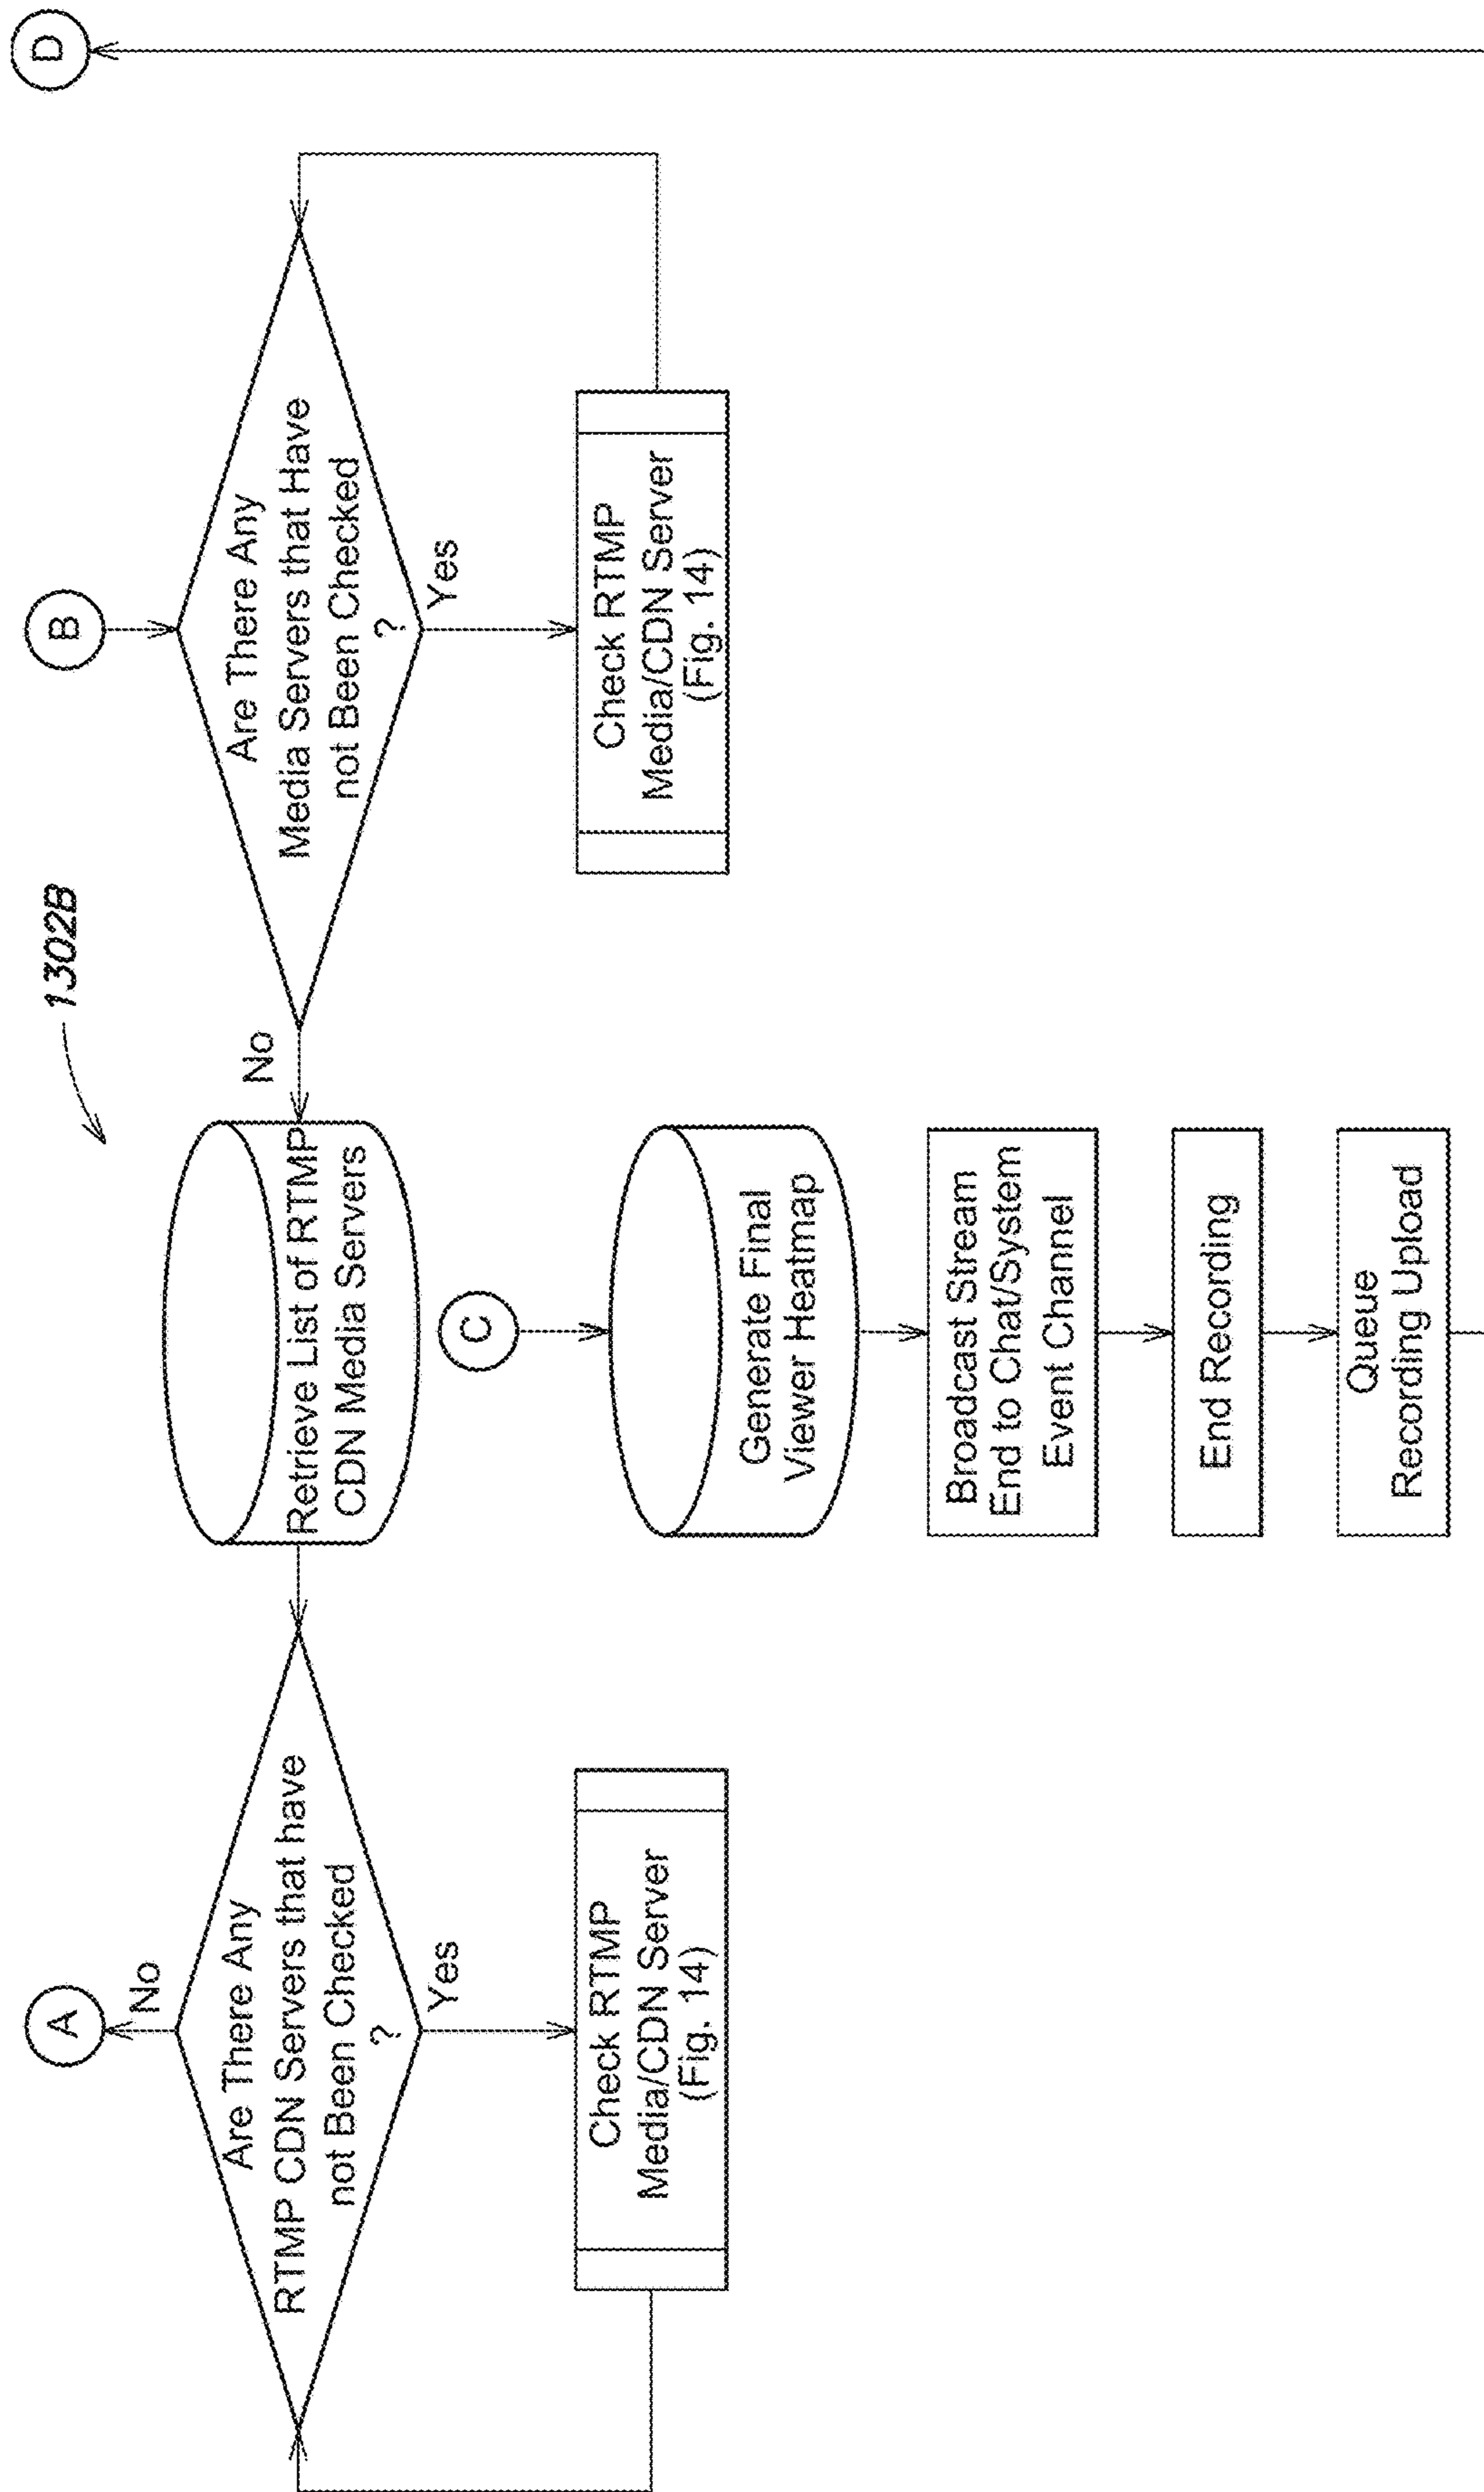 1302B
A
No
Are There Any
RTMP CDN Servers that have
not Been Checked
?
Yes
Check RTMP
Media/CDN Server
(Fig. 14)
Retrieve List of RTMP
CDN Media Servers
No
B
Are There Any
Media Servers that Have
not Been Checked
?
Yes
Check RTMP
Media/CDN Server
(Fig. 14)
C
Generate Final
Viewer Heatmap
Broadcast Stream
End to Chat/System
Event Channel
End Recording
Queue
Recording Upload
D